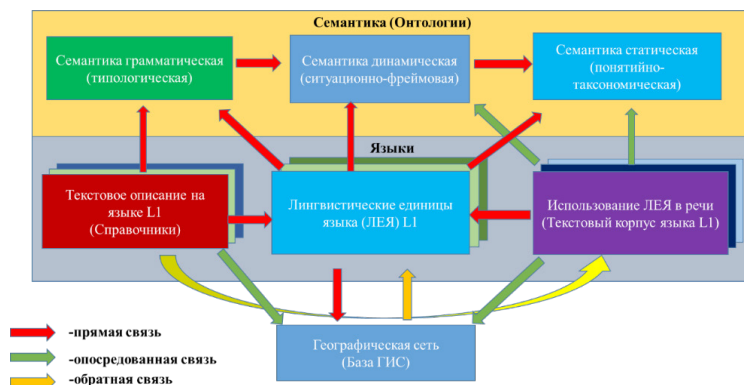 Семантика (Онтологии)
Семантика грамматическая
(типологическая)
Семантика динамическая
(ситуационно-фреймовая)
Семантика статическая
(понятийно-
таксономическая)
Языки
Текстовое описание на
языке L1
(Справочники)
Лингвистические единицы
языка (ЛЕЯ) L1
Использование ЛЕЯ в речи
(Текстовый корпус языка L1)
Географическая сеть
(База ГИС)
-прямая связь
-опосредованная связь
-обратная связь